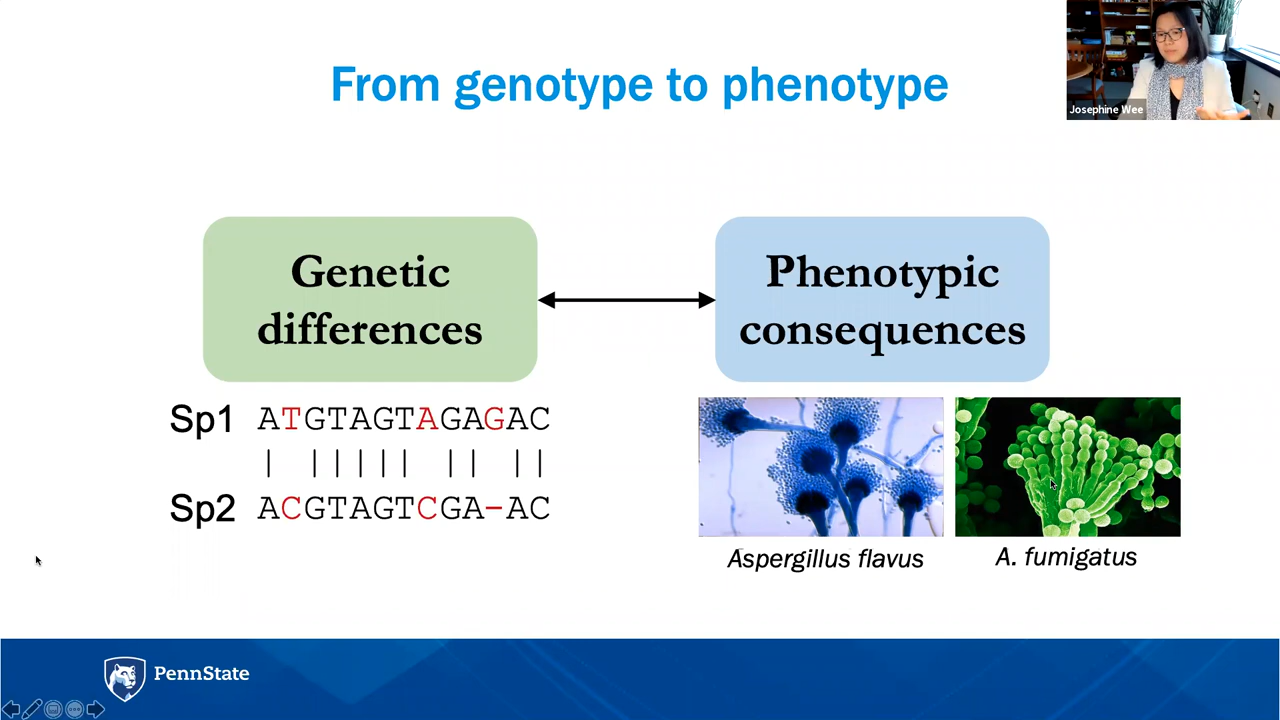 From genotype to phenotype
Josephine Wee
Genetic
differences
Phenotypic
consequences
Sp1 ATGTAGTAGAGAC
| ||||| || ||
Sp2 ACGTAGTCGA-AC
Aspergillus flavus
A. fumigatus
PennState